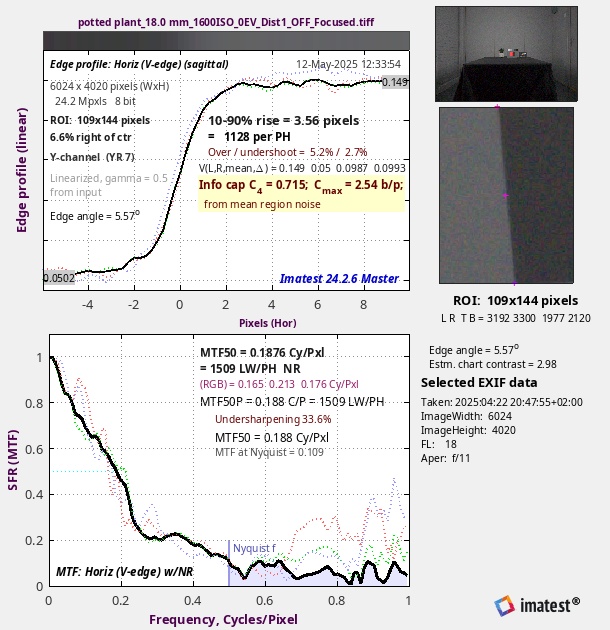 potted plant_18.0 mm_1600ISO_0EV_Dist1_OFF_Focused.tiff
Edge profile: Horiz (V-edge) (sagittal)
12-May-2025 12:33:54
6024 x 4020 pixels (WxH)
24.2 Mpxls 8 bit
ROI: 109x144 pixels
6.6% right of ctr
Y-channel (YR7)
Linearized, gamma = 0.5
from input
Edge angle = 5.57o
10-90% rise = 3.56 pixels
= 1128 per PH
Over / undershoot = 5.2% / 2.7%
V(L,R,mean,Δ) = 0.149 0.05 0.0987 0.0993
Info cap C4 = 0.715; Cmax = 2.54 b/p;
from mean region noise
0.149
0.0502
Imatest 24.2.6 Master
Edge profile (linear)
-4 -2 0 2 4 6 8
Pixels (Hor)
ROI: 109x144 pixels
L R T B = 3192 3300 1977 2120
Edge angle = 5.57o
Estm. chart contrast = 2.98
Selected EXIF data
Taken: 2025:04:22 20:47:55+02:00
ImageWidth: 6024
ImageHeight: 4020
FL: 18
Aper: f/11
MTF50 = 0.1876 Cy/Pxl
= 1509 LW/PH NR
(RGB) = 0.165 0.213 0.176 Cy/Pxl
MTF50P = 0.188 C/P = 1509 LW/PH
Undersharpening 33.6%
MTF50 = 0.188 Cy/Pxl
MTF at Nyquist = 0.109
Nyquist f
MTF: Horiz (V-edge) w/NR
SFR (MTF)
1
0.8
0.6
0.4
0.2
0
0 0.2 0.4 0.6 0.8 1
Frequency, Cycles/Pixel
imatest®